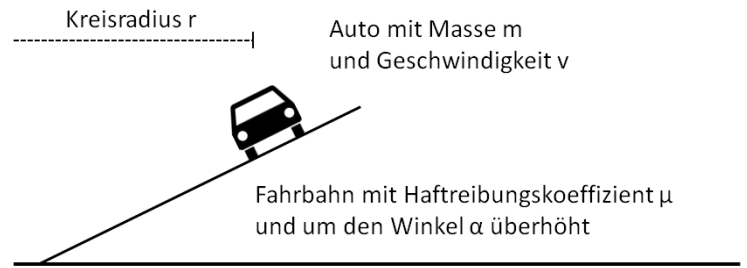 Kreisradius r
Auto mit Masse m
und Geschwindigkeit v
Fahrbahn mit Haftreibungskoeffizient μ
und um den Winkel α überhöht